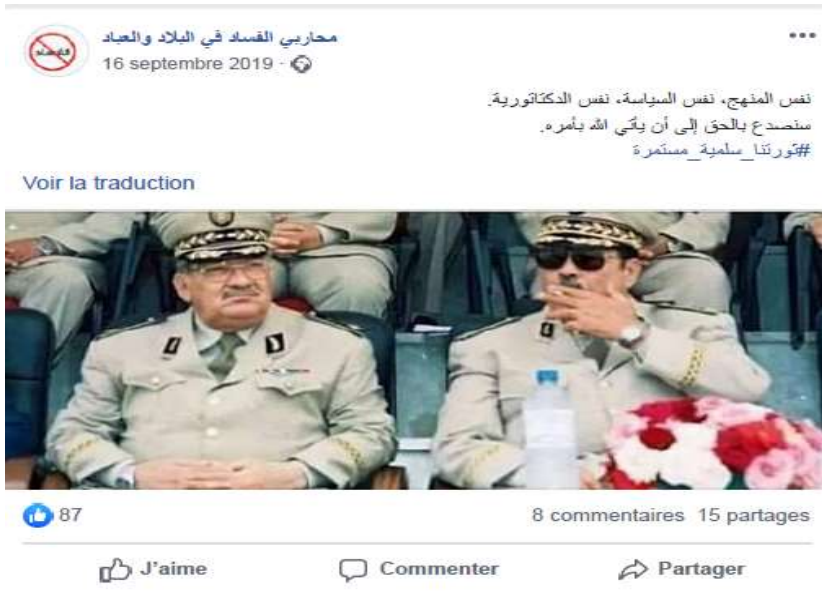 محاربي الفساد في البلاد والعباد
16 septembre 2019 ·
نفس المنهج، نفس السياسة، نفس الدكتاتورية.
سنصدع بالحق إلى أن يأتي الله بأمره.
#ثورتنا_سلمية_مستمرة
Voir la traduction
87
8 commentaires 15 partages
J'aime
Commenter
Partager